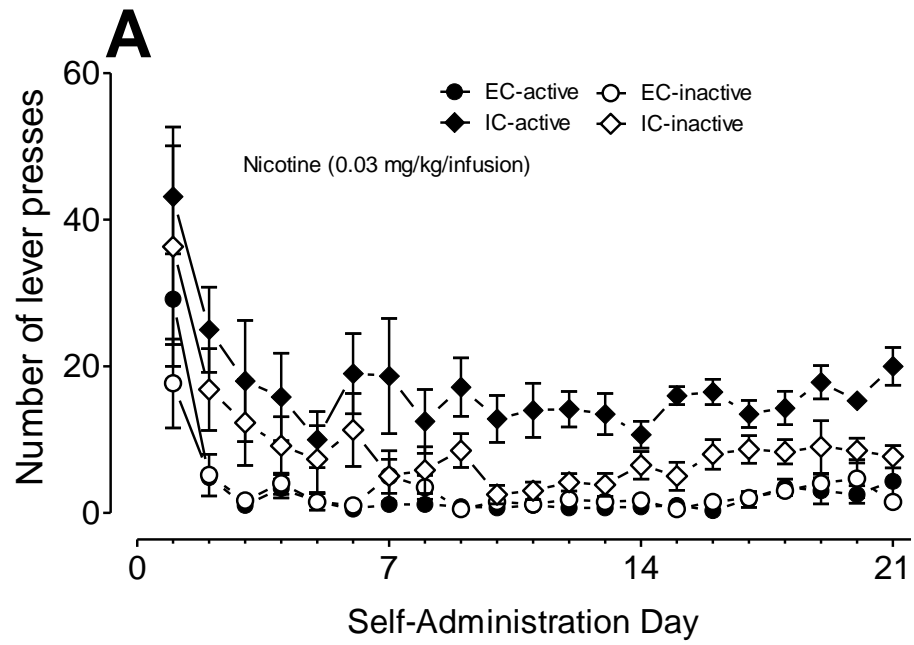 A
60
40
20
0
Number of lever presses
EC-active EC-inactive
IC-active IC-inactive
Nicotine (0.03 mg/kg/infusion)
0 7 14 21
Self-Administration Day